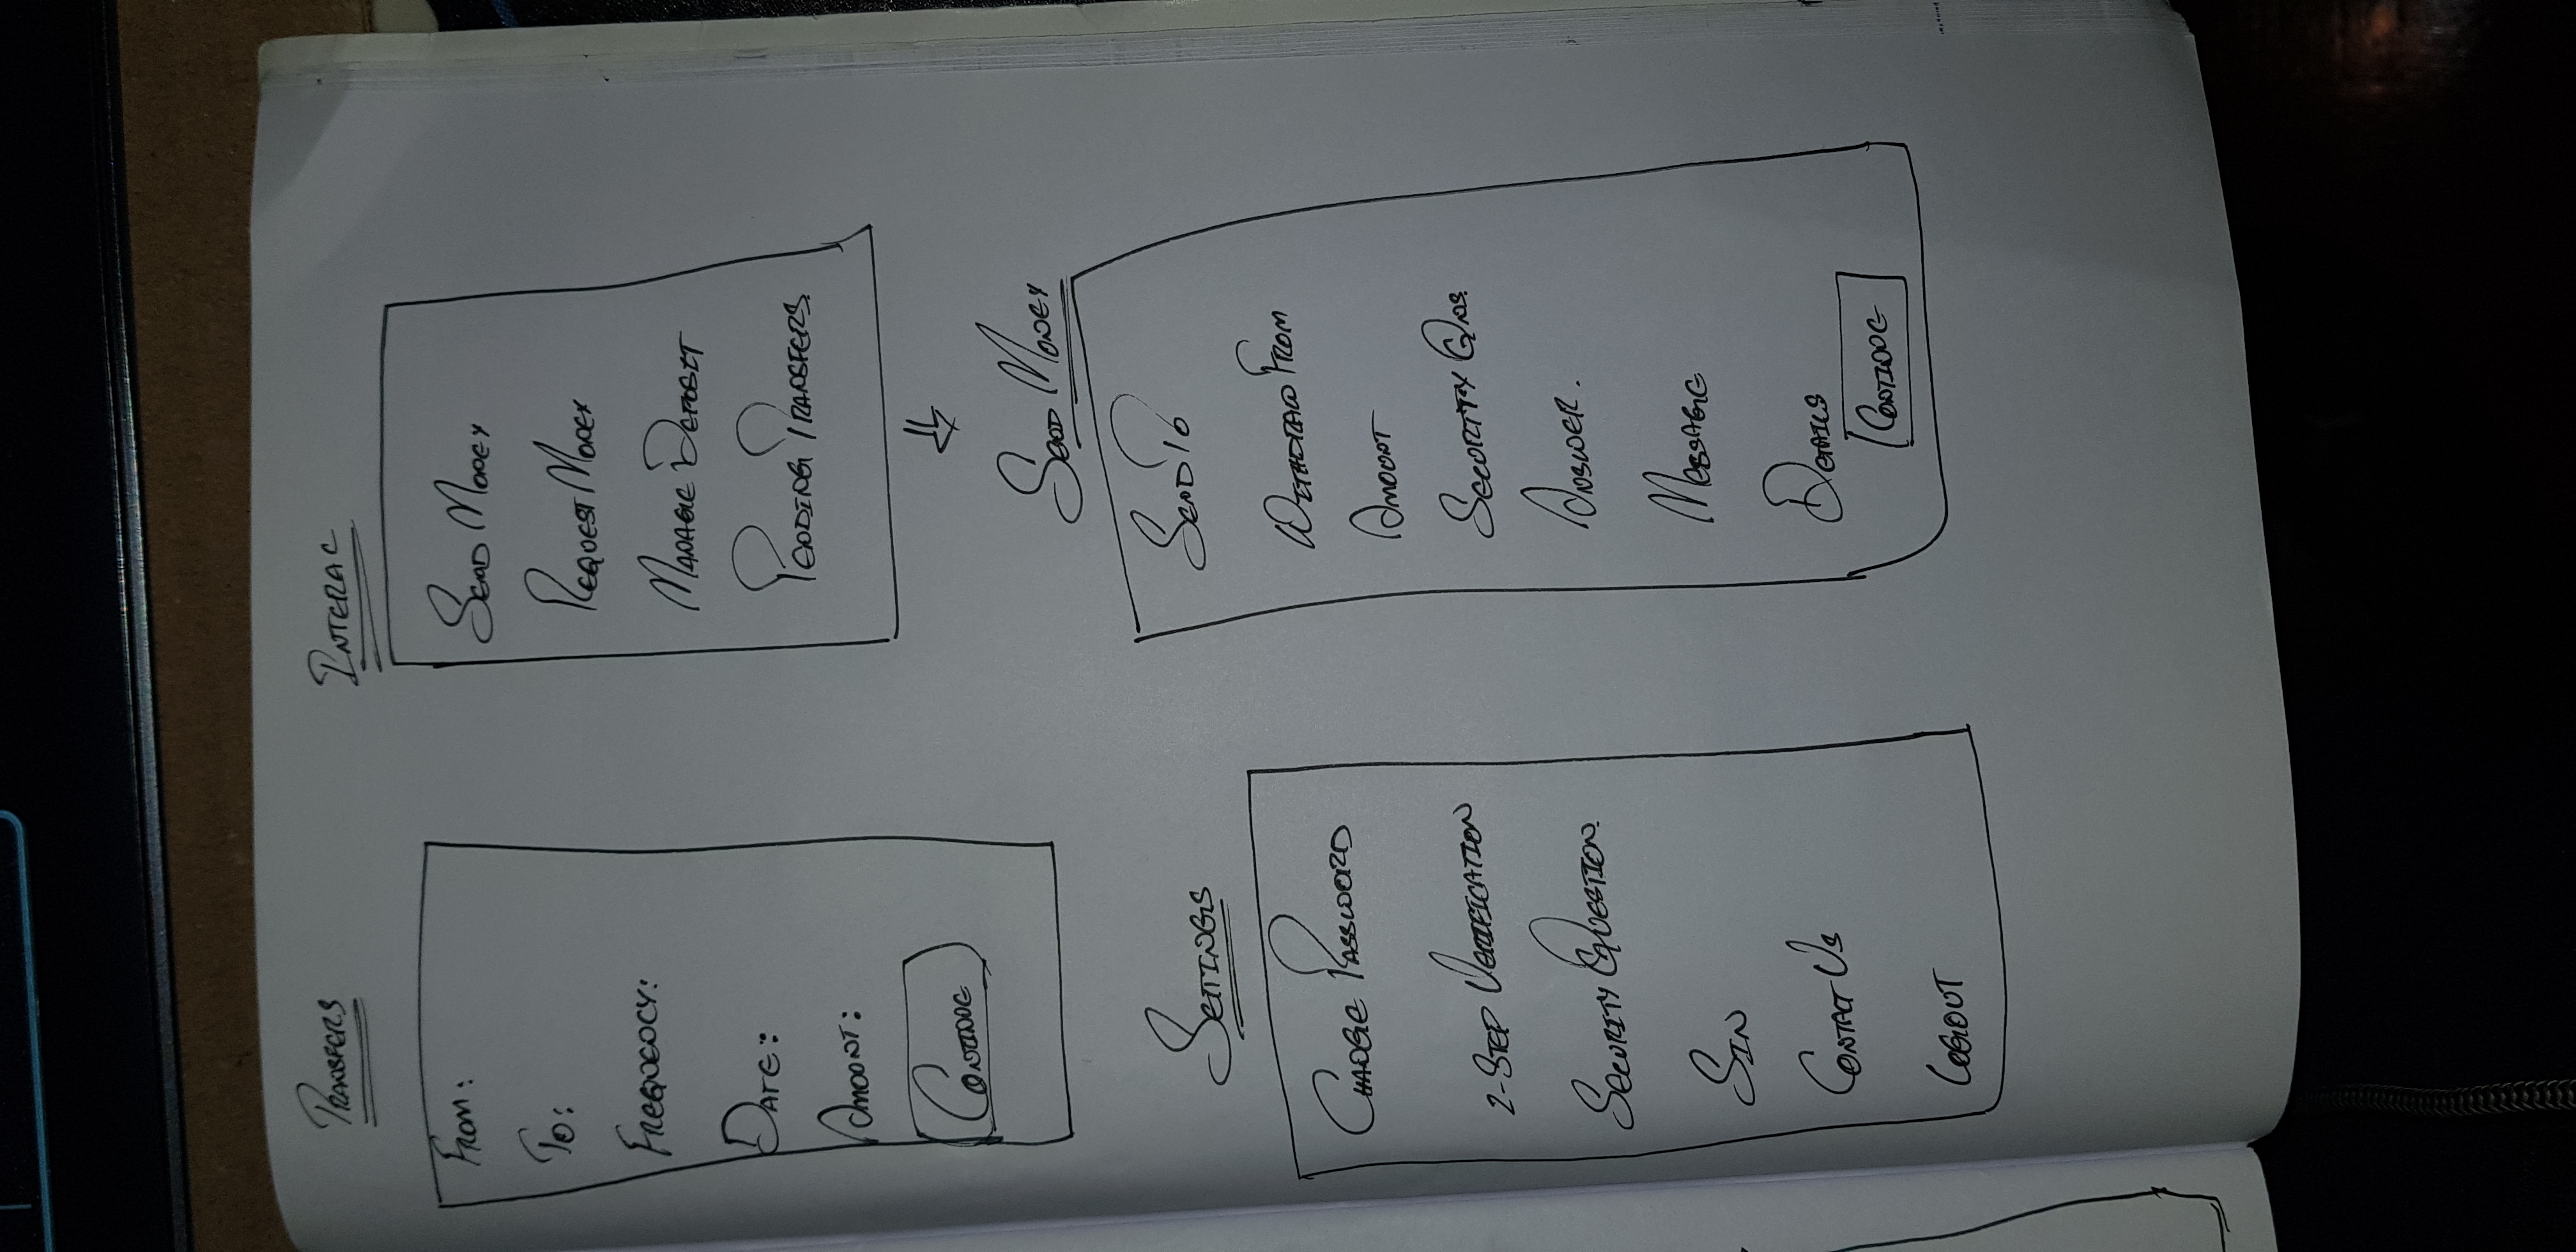 TRANSFERS
FROM:
TO:
FREQUENCY:
DATE:
AMOUNT:
CONTINUE
INTERAC
SEND MONEY
REQUEST MONEY
MANAGE DEPOSIT
PENDING TRANSFERS
SEND MONEY
SEND TO
WITHDRAW FROM
AMOUNT
SECURITY QNS.
ANSWER.
MESSAGE
DETAILS
CONTINUE
SETTINGS
CHANGE PASSWORD
2-STEP VERIFICATION
SECURITY QUESTION.
SIN
CONTACT US
LOGOUT